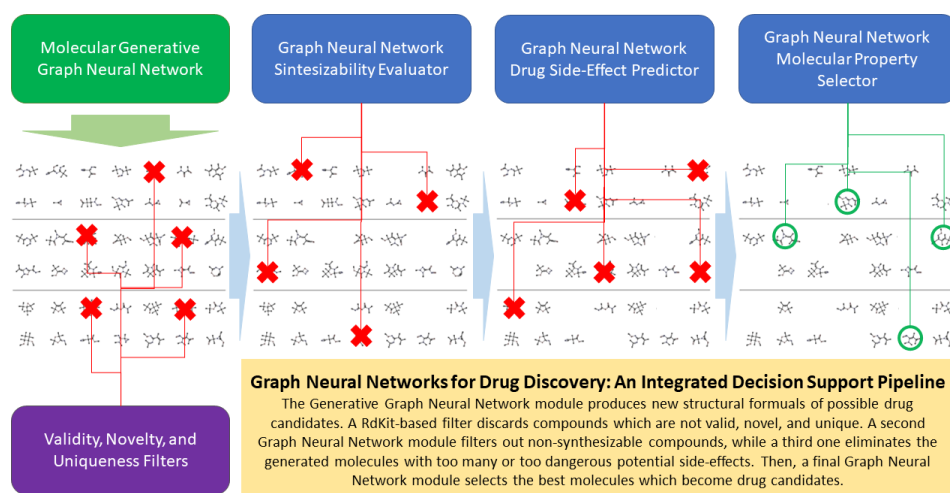 Molecular Generative
Graph Neural Network
Graph Neural Network
Sintesizability Evaluator
Graph Neural Network
Drug Side-Effect Predictor
Graph Neural Network
Molecular Property
Selector
Validity, Novelty, and
Uniqueness Filters
Graph Neural Networks for Drug Discovery: An Integrated Decision Support Pipeline
The Generative Graph Neural Network module produces new structural formuals of possible drug
candidates. A RdKit-based filter discards compounds which are not valid, novel, and unique. A second
Graph Neural Network module filters out non-synthesizable compounds, while a third one eliminates the
generated molecules with too many or too dangerous potential side-effects. Then, a final Graph Neural
Network module selects the best molecules which become drug candidates.